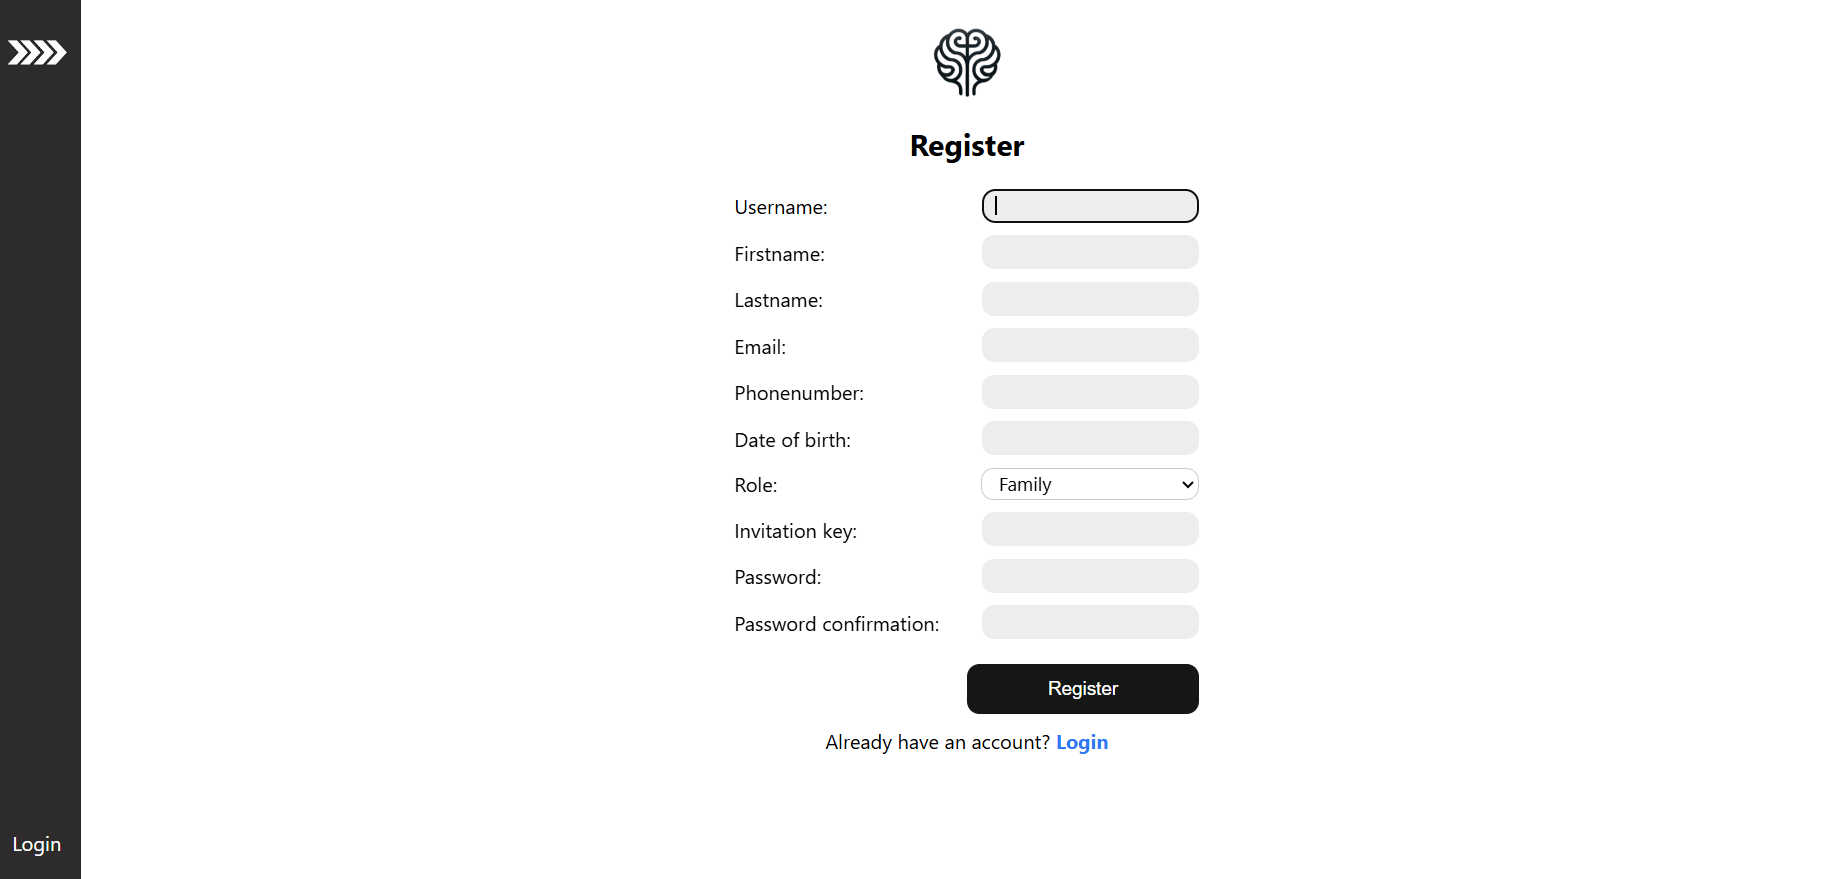 Register
Username:
Firstname:
Lastname:
Email:
Phonenumber:
Date of birth:
Role: Family
Invitation key:
Password:
Password confirmation:
Register
Already have an account? Login
Login